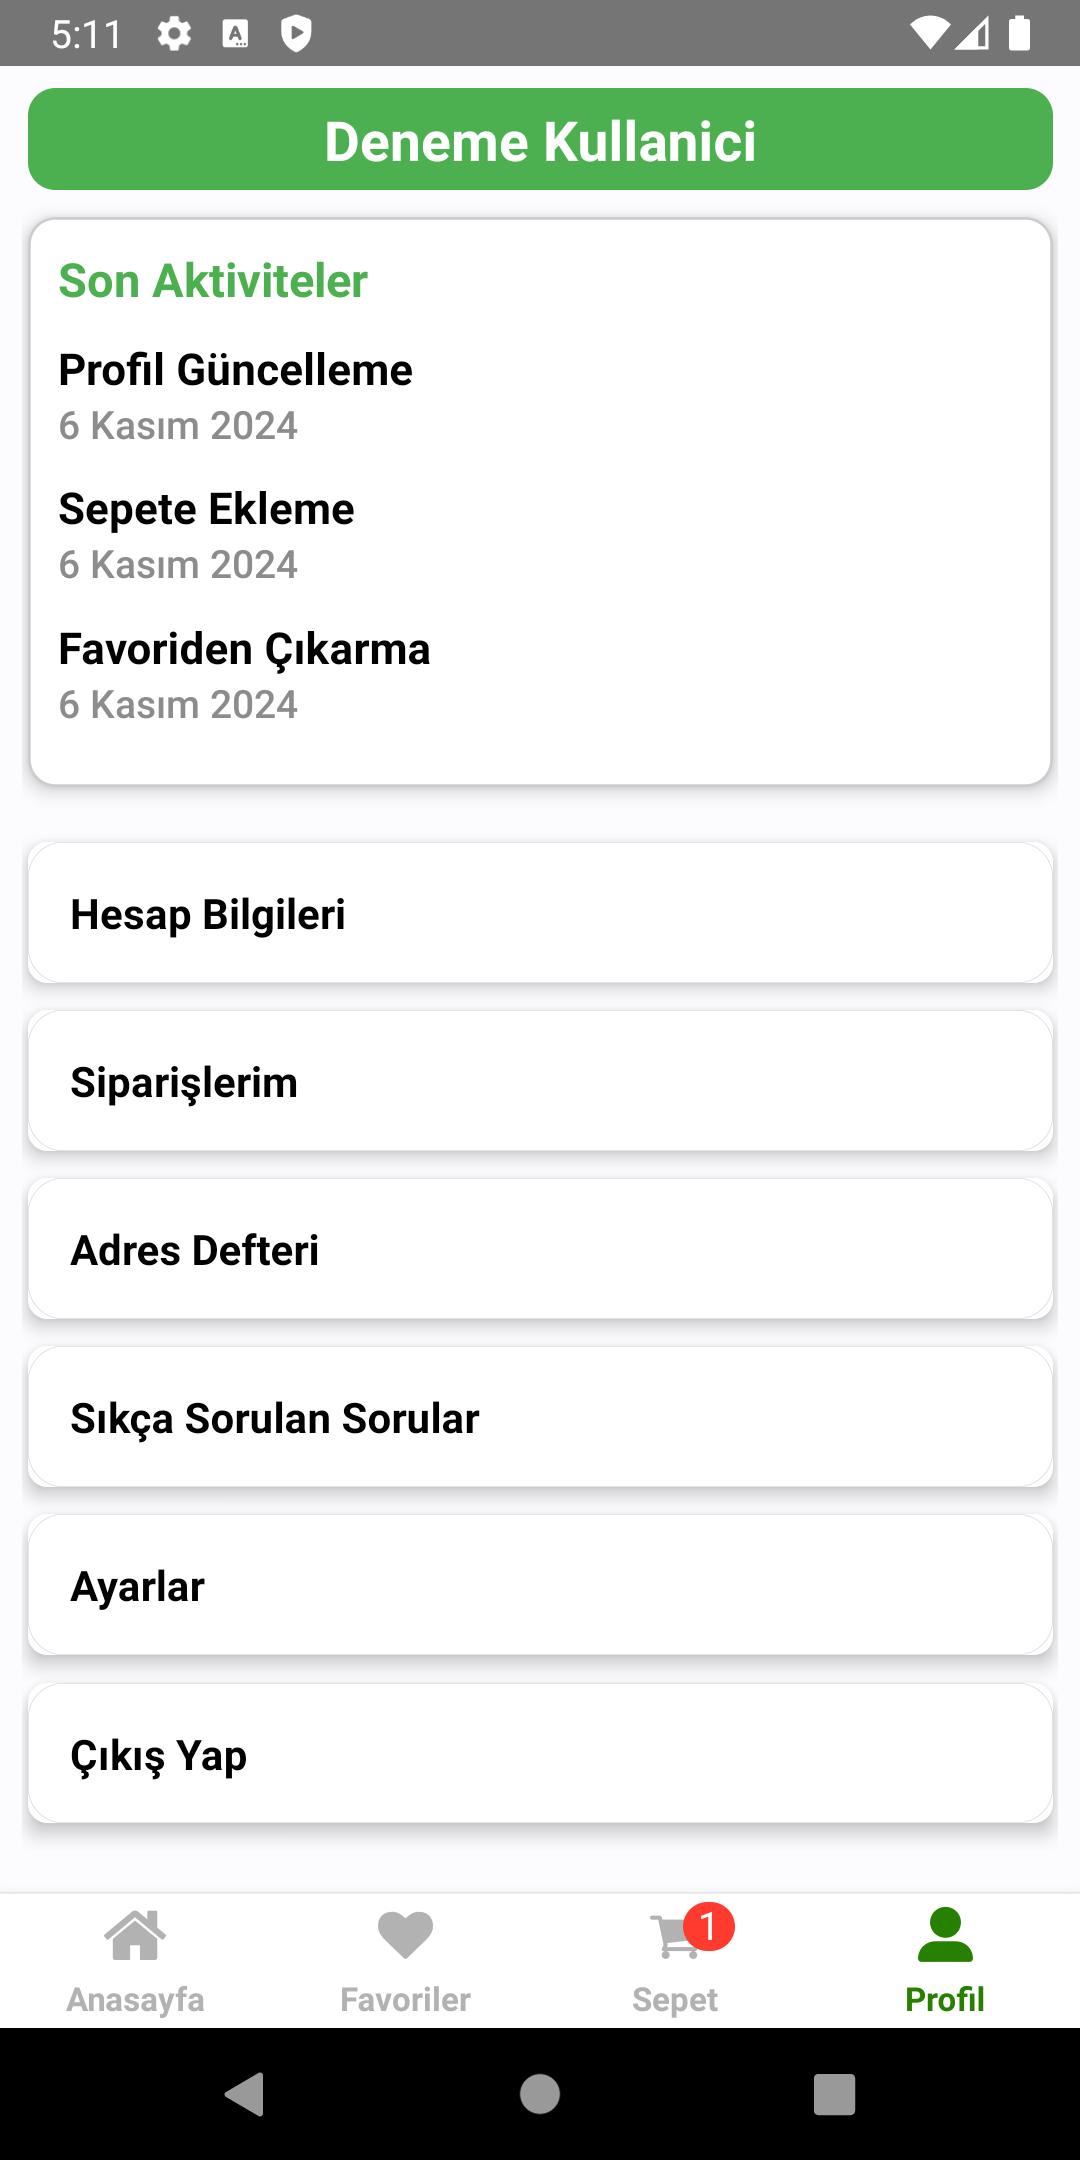 5:11
Deneme Kullanici
Son Aktiviteler
Profil Güncelleme
6 Kasım 2024
Sepete Ekleme
6 Kasım 2024
Favoriden Çıkarma
6 Kasım 2024
Hesap Bilgileri
Siparişlerim
Adres Defteri
Sıkça Sorulan Sorular
Ayarlar
Çıkış Yap
1
Anasayfa Favoriler Sepet Profil